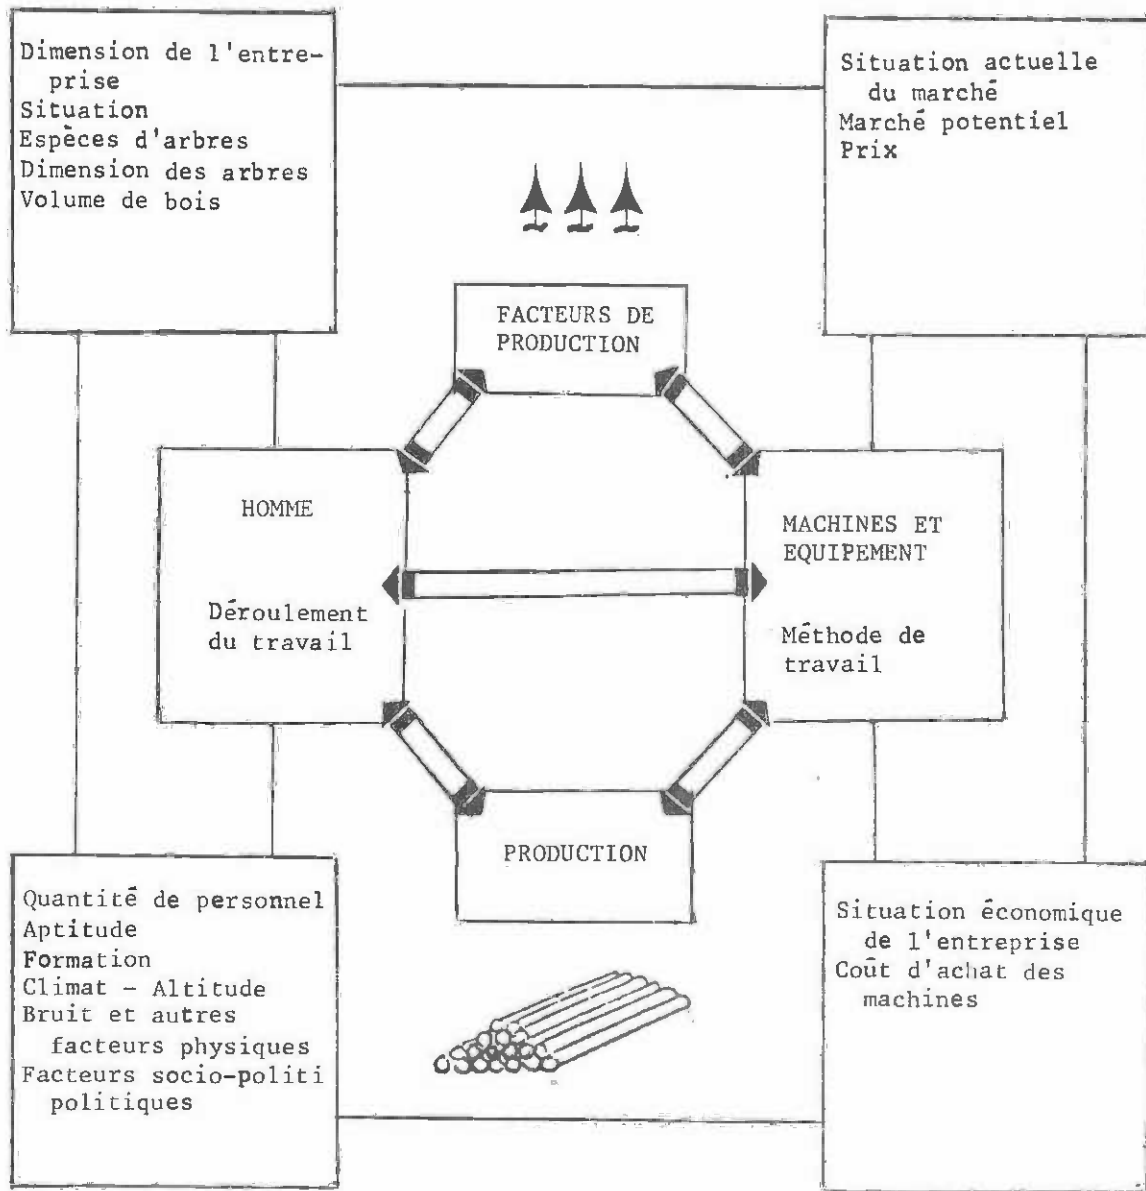 Dimension de l'entre-
prise
Situation
Espèces d'arbres
Dimension des arbres
Volume de bois
Situation actuelle
du marché
Marché potentiel
Prix
FACTEURS DE
PRODUCTION
HOMME
Déroulement
du travail
MACHINES ET
EQUIPEMENT
Méthode de
travail
PRODUCTION
Quantité de personnel
Aptitude
Formation
Climat - Altitude
Bruit et autres
facteurs physiques
Facteurs socio-politi
politiques
Situation économique
de l'entreprise
Coût d'achat des
machines